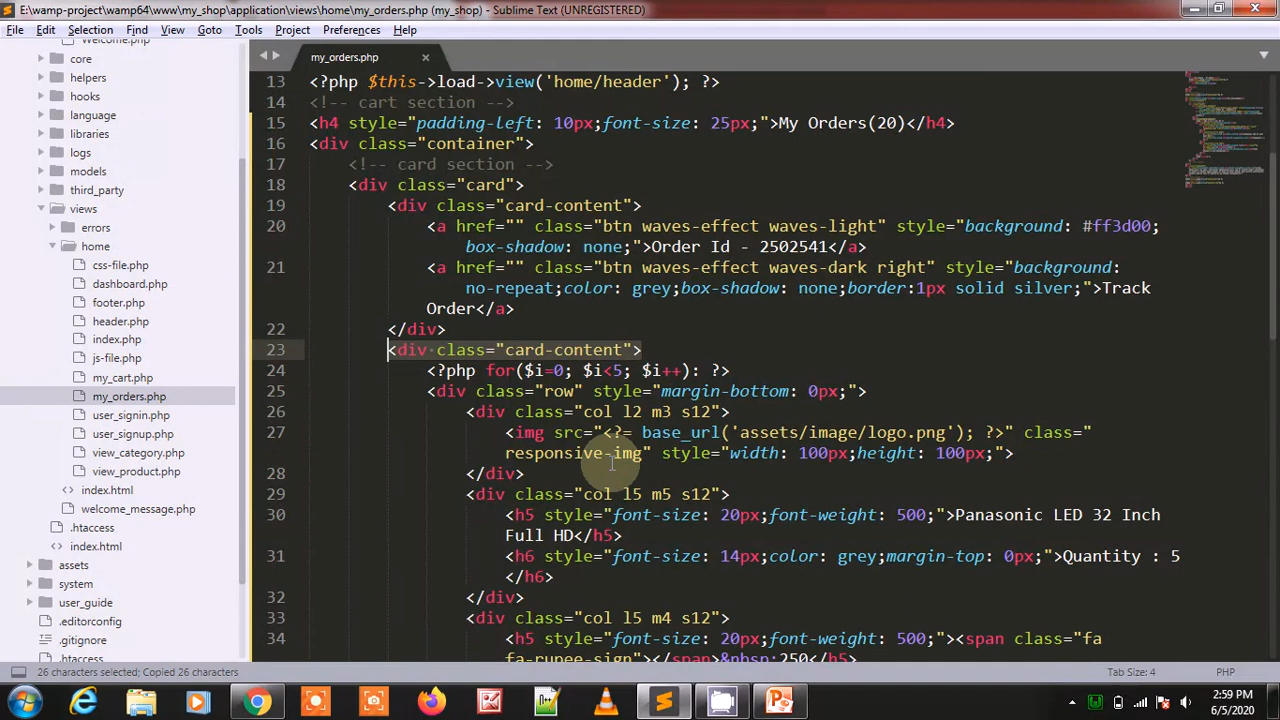 E:\wamp-project\wamp64\www\my_shop\application\views\home\my_orders.php (my_shop) - Sublime Text (UNREGISTERED)
File Edit Selection Find View Goto Tools Project Preferences Help
Welcome.php
core
helpers
hooks
language
libraries
logs
models
third_party
views
errors
home
css-file.php
dashboard.php
footer.php
header.php
index.php
js-file.php
my_cart.php
my_orders.php
user_signin.php
user_signup.php
view_category.php
view_product.php
index.html
welcome_message.php
.htaccess
index.html
assets
system
user_guide
.editorconfig
.gitignore
.htaccess
my_orders.php
13 <?php $this->load->view('home/header'); ?>
14 <!-- cart section -->
15 <h4 style="padding-left: 10px;font-size: 25px;">My Orders(20)</h4>
16 <div class="container">
17 <!-- card section -->
18 <div class="card">
19 <div class="card-content">
20 <a href="" class="btn waves-effect waves-light" style="background: #ff3d00;
box-shadow: none;">Order Id - 2502541</a>
21 <a href="" class="btn waves-effect waves-dark right" style="background:
no-repeat;color: grey;box-shadow: none;border:1px solid silver;">Track
Order</a>
22 </div>
23 <div class="card-content">
24 <?php for($i=0; $i<5; $i++): ?>
25 <div class="row" style="margin-bottom: 0px;">
26 <div class="col l2 m3 s12">
27 <img src="<?= base_url('assets/image/logo.png'); ?>" class="
responsive-img" style="width: 100px;height: 100px;">
28 </div>
29 <div class="col l5 m5 s12">
30 <h5 style="font-size: 20px;font-weight: 500;">Panasonic LED 32 Inch
Full HD</h5>
31 <h6 style="font-size: 14px;color: grey;margin-top: 0px;">Quantity : 5
</h6>
32 </div>
33 <div class="col l5 m4 s12">
34 <h5 style="font-size: 20px;font-weight: 500;"><span class="fa
fa-rupee-sign"></span>&nbsp;250</h5>
26 characters selected; Copied 26 characters
Tab Size: 4
PHP
2:59 PM
6/5/2020